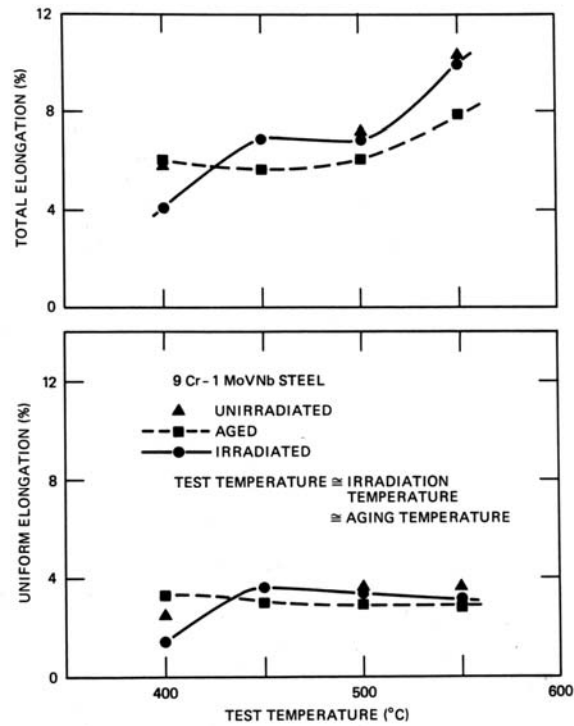 12
8
4
0
TOTAL ELONGATION (%)
12
8
4
0
UNIFORM ELONGATION (%)
9 Cr – 1 MoVNb STEEL
UNIRRADIATED
AGED
IRRADIATED
TEST TEMPERATURE ≅ IRRADIATION
TEMPERATURE
≅ AGING TEMPERATURE
400
500
600
TEST TEMPERATURE (°C)